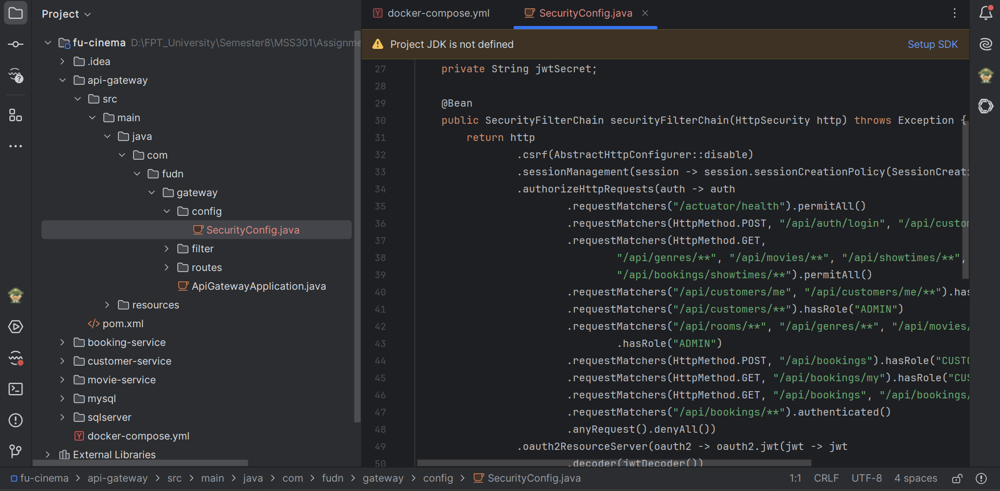 Project
docker-compose.yml
SecurityConfig.java
Project JDK is not defined
Setup SDK
fu-cinema D:\FPT_University\Semester8\MSS301\Assignme
.idea
api-gateway
src
main
java
com
fudn
gateway
config
SecurityConfig.java
filter
routes
ApiGatewayApplication.java
resources
pom.xml
booking-service
customer-service
movie-service
mysql
sqlserver
docker-compose.yml
External Libraries
27 private String jwtSecret;
28
29 @Bean
30 public SecurityFilterChain securityFilterChain(HttpSecurity http) throws Exception {
31 return http
32 .csrf(AbstractHttpConfigurer::disable)
33 .sessionManagement(session -> session.sessionCreationPolicy(SessionCreati
34 .authorizeHttpRequests(auth -> auth
35 .requestMatchers("/actuator/health").permitAll()
36 .requestMatchers(HttpMethod.POST, "/api/auth/login", "/api/custom
37 .requestMatchers(HttpMethod.GET,
38 "/api/genres/**", "/api/movies/**", "/api/showtimes/**",
39 "/api/bookings/showtimes/**").permitAll()
40 .requestMatchers("/api/customers/me", "/api/customers/me/**").has
41 .requestMatchers("/api/customers/**").hasRole("ADMIN")
42 .requestMatchers("/api/rooms/**", "/api/genres/**", "/api/movies/
43 .hasRole("ADMIN")
44 .requestMatchers(HttpMethod.POST, "/api/bookings").hasRole("CUSTO
45 .requestMatchers(HttpMethod.GET, "/api/bookings/my").hasRole("CUS
46 .requestMatchers(HttpMethod.GET, "/api/bookings", "/api/bookings/
47 .requestMatchers("/api/bookings/**").authenticated()
48 .anyRequest().denyAll())
49 .oauth2ResourceServer(oauth2 -> oauth2.jwt(jwt -> jwt
50 .decoder(jwtDecoder())
fu-cinema > api-gateway > src > main > java > com > fudn > gateway > config > SecurityConfig.java
1:1 CRLF UTF-8 4 spaces